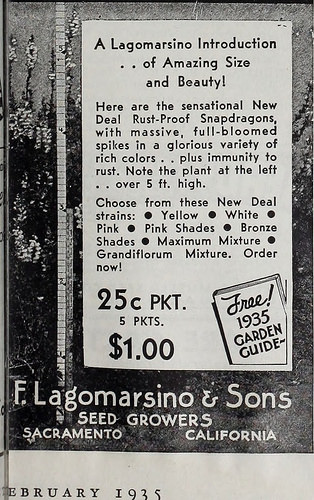 A Lagomarsino Introduction
. . of Amazing Size
and Beauty!
Here are the sensational New
Deal Rust-Proof Snapdragons,
with massive, full-bloomed
spikes in a glorious variety of
rich colors . . plus immunity to
rust. Note the plant at the left
. . over 5 ft. high.
Choose from these New Deal
strains: ● Yellow ● White ●
Pink ● Pink Shades ● Bronze
Shades ● Maximum Mixture ●
Grandiflorum Mixture. Order
now!
25c PKT.
5 PKTS.
$1.00
Free!
1935
GARDEN
GUIDE~
F. Lagomarsino & Sons
SEED GROWERS
SACRAMENTO CALIFORNIA
EBRUARY 1935